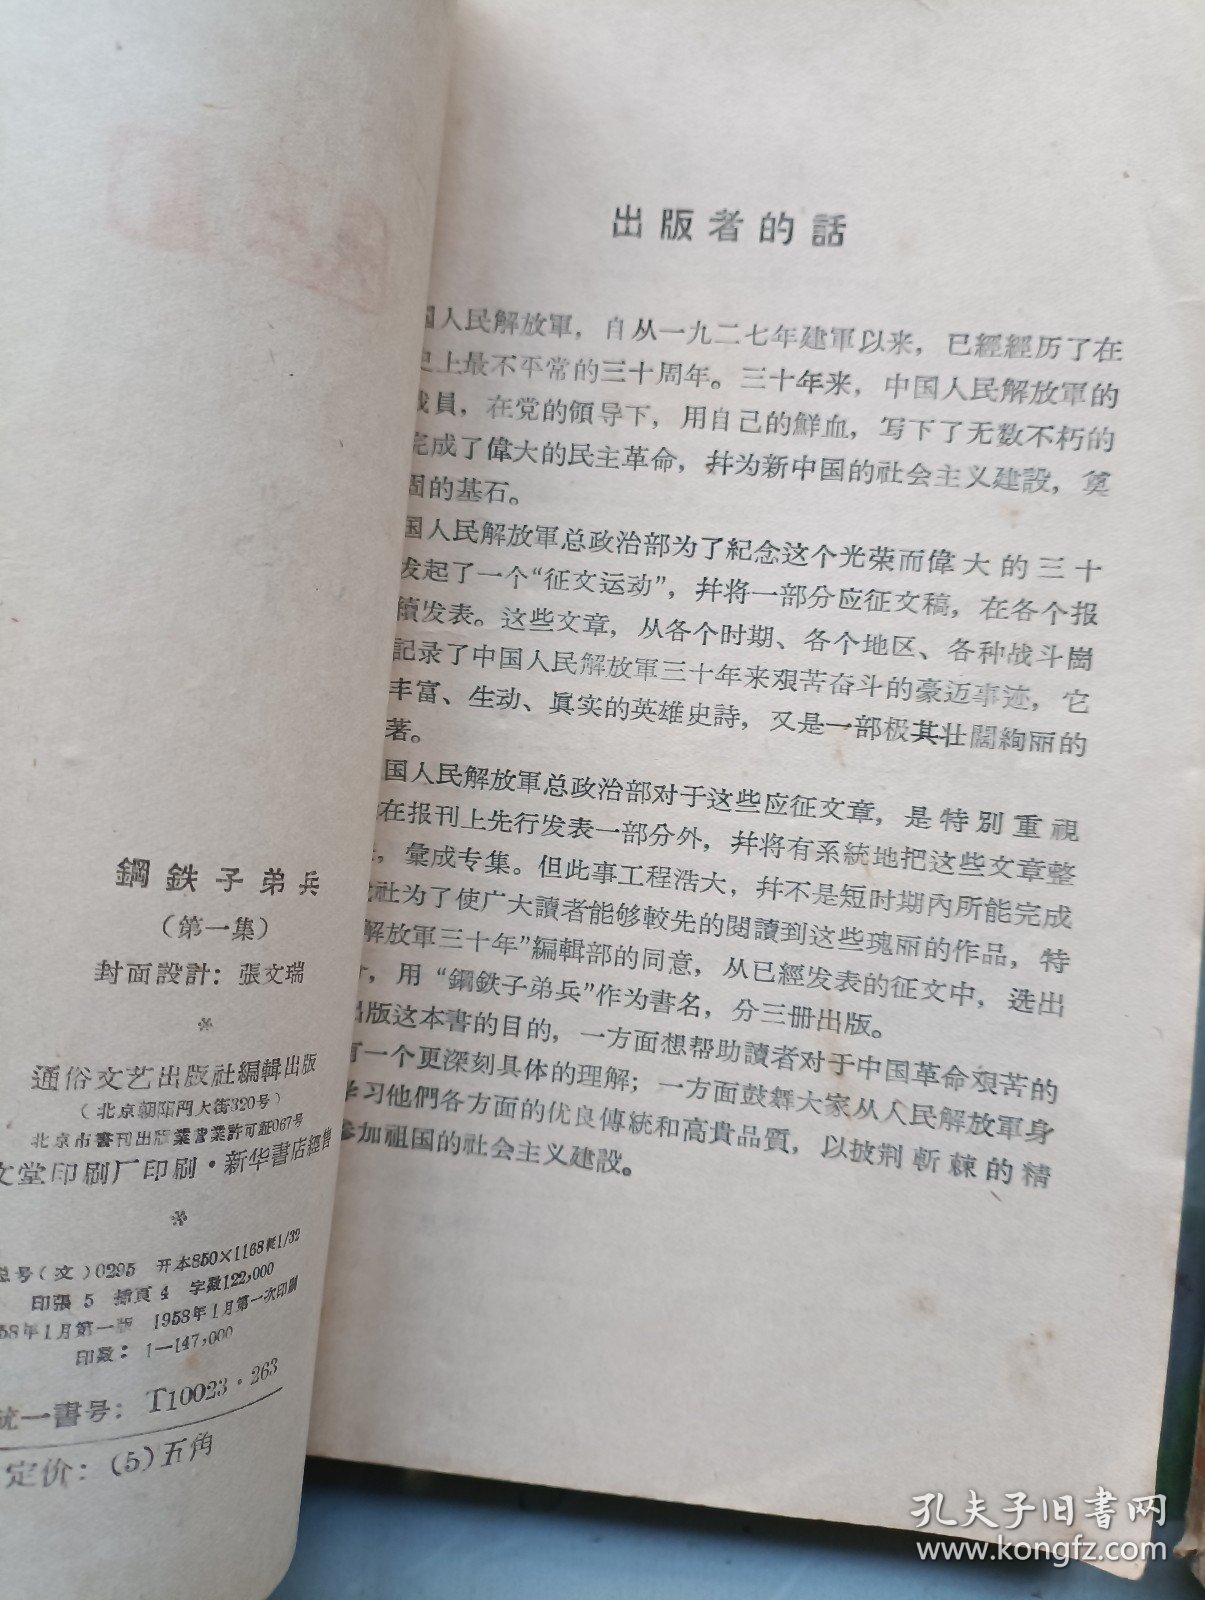 鋼鉄子弟兵
(第一集)
封面設計：張文瑞
※
通俗文艺出版社編輯出版
(北京朝陽門大街320号)
北京市書刊出版業营業許可証067号
文堂印刷厂印刷·新华書店經售
※
号(文)0295 开本850×1168耗1/32
印張 5 插頁 4 字数122,000
58年1月第一版 1958年1月第一次印刷
印数：1—147,000
統一書号：T10023·263
定价：(5)五角
出版者的話
国人民解放軍，自从一九二七年建軍以来，已經經历了在
史上最不平常的三十周年。三十年来，中国人民解放軍的
成員，在党的領导下，用自己的鮮血，写下了无数不朽的
完成了偉大的民主革命，幷为新中国的社会主义建設，奠
固的基石。
国人民解放軍总政治部为了紀念这个光荣而偉大的三十
发起了一个“征文运动”，幷将一部分应征文稿，在各个报
續发表。这些文章，从各个时期、各个地区、各种战斗崗
記录了中国人民解放軍三十年来艰苦奋斗的豪迈事迹，它
丰富、生动、眞实的英雄史詩，又是一部极其壮闊絢丽的
著。
国人民解放軍总政治部对于这些应征文章，是特別重視
在报刊上先行发表一部分外，幷将有系統地把这些文章整
，彙成专集。但此事工程浩大，幷不是短时期內所能完成
社为了使广大讀者能够較先的閱讀到这些瑰丽的作品，特
解放軍三十年”編輯部的同意，从已經发表的征文中，选出
，用“鋼鉄子弟兵”作为書名，分三册出版。
出版这本書的目的，一方面想帮助讀者对于中国革命艰苦的
有一个更深刻具体的理解；一方面鼓舞大家从人民解放軍身
学习他們各方面的优良傳統和高貴品質，以披荆斬棘的精
参加祖国的社会主义建設。
孔夫子旧书网
www.kongfz.com